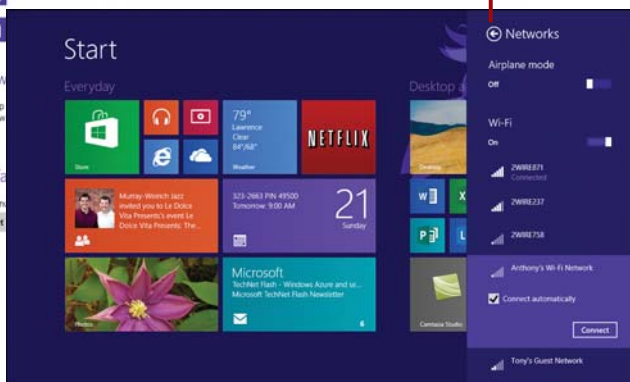 Start
Everyday
Store
79°
Lawrence
Clear
84°/68°
Weather
NETFLIX
Murray-Weinrich Jazz
invited you to Le Dolce
Vita Presents's event Le
Dolce Vita Presents: The...
323-2663 PIN 49500
Tomorrow 9:00 AM
21
Sunday
Photos
Microsoft
TechNet Flash - Windows Azure and ur...
Microsoft TechNet Flash Newsletter
6
Desktop a
Desktop
Camtasia Studio
Networks
Airplane mode
Off
Wi-Fi
On
2WIRE871
Connected
2WIRE237
2WIRE758
Anthony's Wi-Fi Network
Connect automatically
Connect
Tony's Guest Network